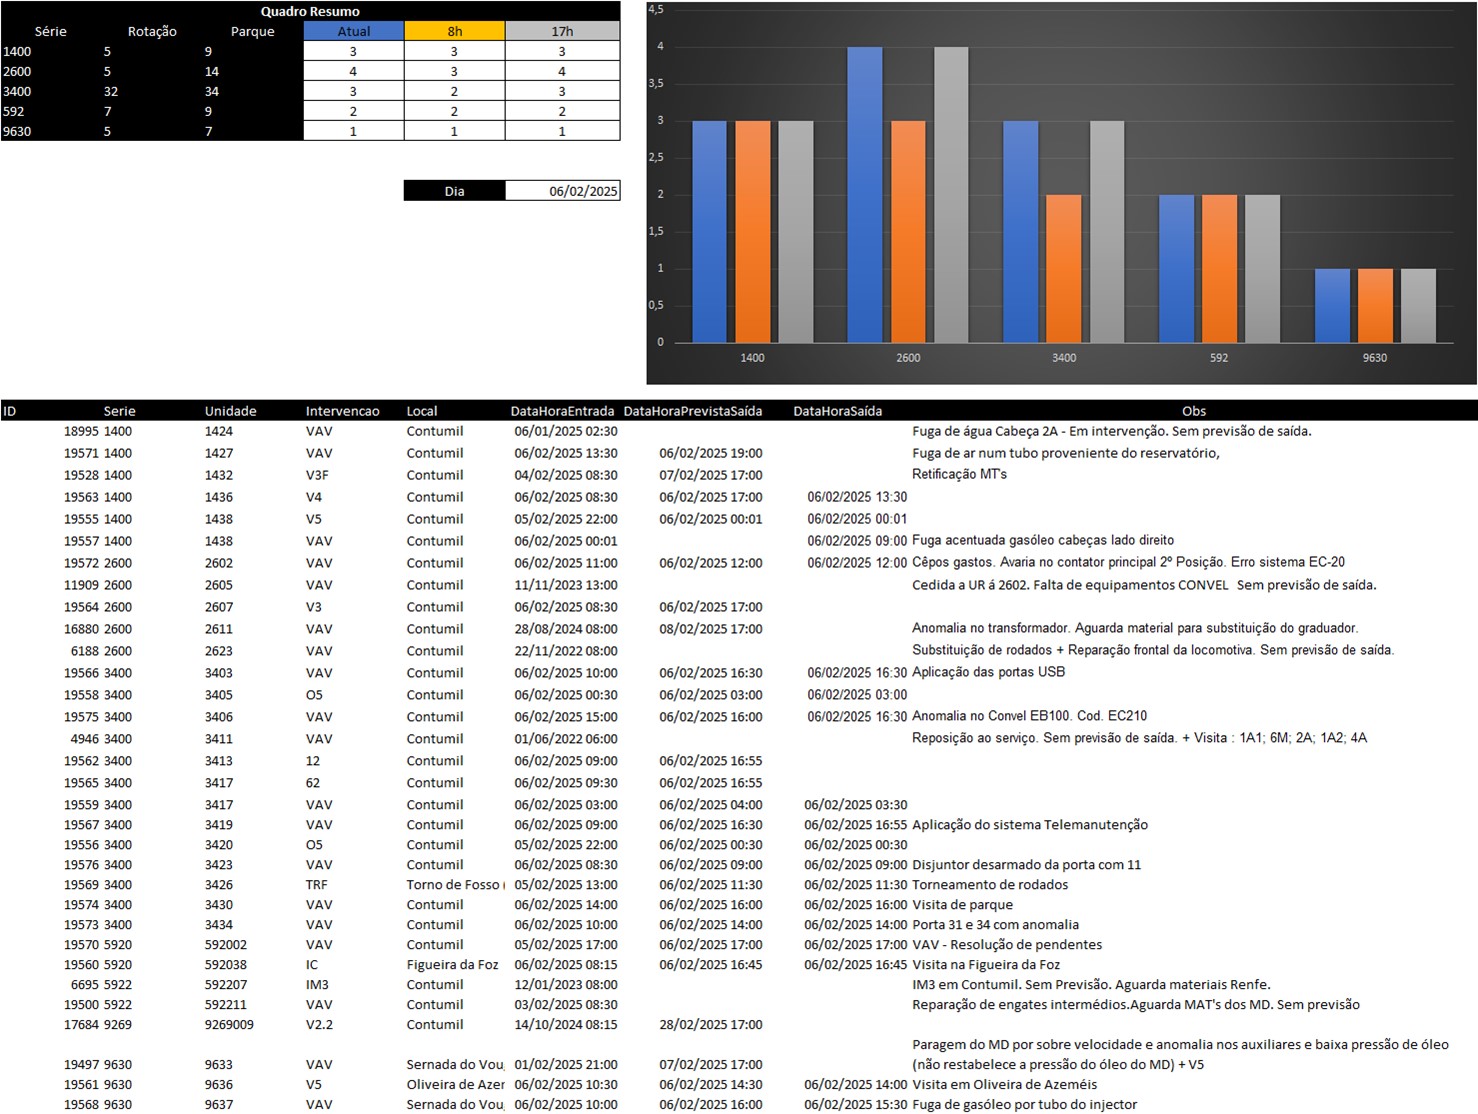 Quadro Resumo
Série Rotação Parque Atual 8h 17h
1400 5 9 3 3 3
2600 5 14 4 3 4
3400 32 34 3 2 3
592 7 9 2 2 2
9630 5 7 1 1 1
Dia 06/02/2025
4,5
4
3,5
3
2,5
2
1,5
1
0,5
0
1400 2600 3400 592 9630
ID Serie Unidade Intervencao Local DataHoraEntrada DataHoraPrevistaSaída DataHoraSaída Obs
18995 1400 1424 VAV Contumil 06/01/2025 02:30 Fuga de água Cabeça 2A - Em intervenção. Sem previsão de saída.
19571 1400 1427 VAV Contumil 06/02/2025 13:30 06/02/2025 19:00 Fuga de ar num tubo proveniente do reservatório,
19528 1400 1432 V3F Contumil 04/02/2025 08:30 07/02/2025 17:00 Retificação MT's
19563 1400 1436 V4 Contumil 06/02/2025 08:30 06/02/2025 17:00 06/02/2025 13:30
19555 1400 1438 V5 Contumil 05/02/2025 22:00 06/02/2025 00:01 06/02/2025 00:01
19557 1400 1438 VAV Contumil 06/02/2025 00:01 06/02/2025 09:00 Fuga acentuada gasóleo cabeças lado direito
19572 2600 2602 VAV Contumil 06/02/2025 11:00 06/02/2025 12:00 06/02/2025 12:00 Cêpos gastos. Avaria no contator principal 2º Posição. Erro sistema EC-20
11909 2600 2605 VAV Contumil 11/11/2023 13:00 Cedida a UR á 2602. Falta de equipamentos CONVEL Sem previsão de saída.
19564 2600 2607 V3 Contumil 06/02/2025 08:30 06/02/2025 17:00
16880 2600 2611 VAV Contumil 28/08/2024 08:00 08/02/2025 17:00 Anomalia no transformador. Aguarda material para substituição do graduador.
6188 2600 2623 VAV Contumil 22/11/2022 08:00 Substituição de rodados + Reparação frontal da locomotiva. Sem previsão de saída.
19566 3400 3403 VAV Contumil 06/02/2025 10:00 06/02/2025 16:30 06/02/2025 16:30 Aplicação das portas USB
19558 3400 3405 O5 Contumil 06/02/2025 00:30 06/02/2025 03:00 06/02/2025 03:00
19575 3400 3406 VAV Contumil 06/02/2025 15:00 06/02/2025 16:00 06/02/2025 16:30 Anomalia no Convel EB100. Cod. EC210
4946 3400 3411 VAV Contumil 01/06/2022 06:00 Reposição ao serviço. Sem previsão de saída. + Visita : 1A1; 6M; 2A; 1A2; 4A
19562 3400 3413 12 Contumil 06/02/2025 09:00 06/02/2025 16:55
19565 3400 3417 62 Contumil 06/02/2025 09:30 06/02/2025 16:55
19559 3400 3417 VAV Contumil 06/02/2025 03:00 06/02/2025 04:00 06/02/2025 03:30
19567 3400 3419 VAV Contumil 06/02/2025 09:00 06/02/2025 16:30 06/02/2025 16:55 Aplicação do sistema Telemanutenção
19556 3400 3420 O5 Contumil 05/02/2025 22:00 06/02/2025 00:30 06/02/2025 00:30
19576 3400 3423 VAV Contumil 06/02/2025 08:30 06/02/2025 09:00 06/02/2025 09:00 Disjuntor desarmado da porta com 11
19569 3400 3426 TRF Torno de Fosso ( 05/02/2025 13:00 06/02/2025 11:30 06/02/2025 11:30 Torneamento de rodados
19574 3400 3430 VAV Contumil 06/02/2025 14:00 06/02/2025 16:00 06/02/2025 16:00 Visita de parque
19573 3400 3434 VAV Contumil 06/02/2025 10:00 06/02/2025 14:00 06/02/2025 14:00 Porta 31 e 34 com anomalia
19570 5920 592002 VAV Contumil 05/02/2025 17:00 06/02/2025 17:00 06/02/2025 17:00 VAV - Resolução de pendentes
19560 5920 592038 IC Figueira da Foz 06/02/2025 08:15 06/02/2025 16:45 06/02/2025 16:45 Visita na Figueira da Foz
6695 5922 592207 IM3 Contumil 12/01/2023 08:00 IM3 em Contumil. Sem Previsão. Aguarda materiais Renfe.
19500 5922 592211 VAV Contumil 03/02/2025 08:30 Reparação de engates intermédios.Aguarda MAT's dos MD. Sem previsão
17684 9269 9269009 V2.2 Contumil 14/10/2024 08:15 28/02/2025 17:00
Paragem do MD por sobre velocidade e anomalia nos auxiliares e baixa pressão de óleo
19497 9630 9633 VAV Sernada do Vou 01/02/2025 21:00 07/02/2025 17:00 (não restabelece a pressão do óleo do MD) + V5
19561 9630 9636 V5 Oliveira de Azer 06/02/2025 10:30 06/02/2025 14:30 06/02/2025 14:00 Visita em Oliveira de Azeméis
19568 9630 9637 VAV Sernada do Vou 06/02/2025 10:00 06/02/2025 16:00 06/02/2025 15:30 Fuga de gasóleo por tubo do injector